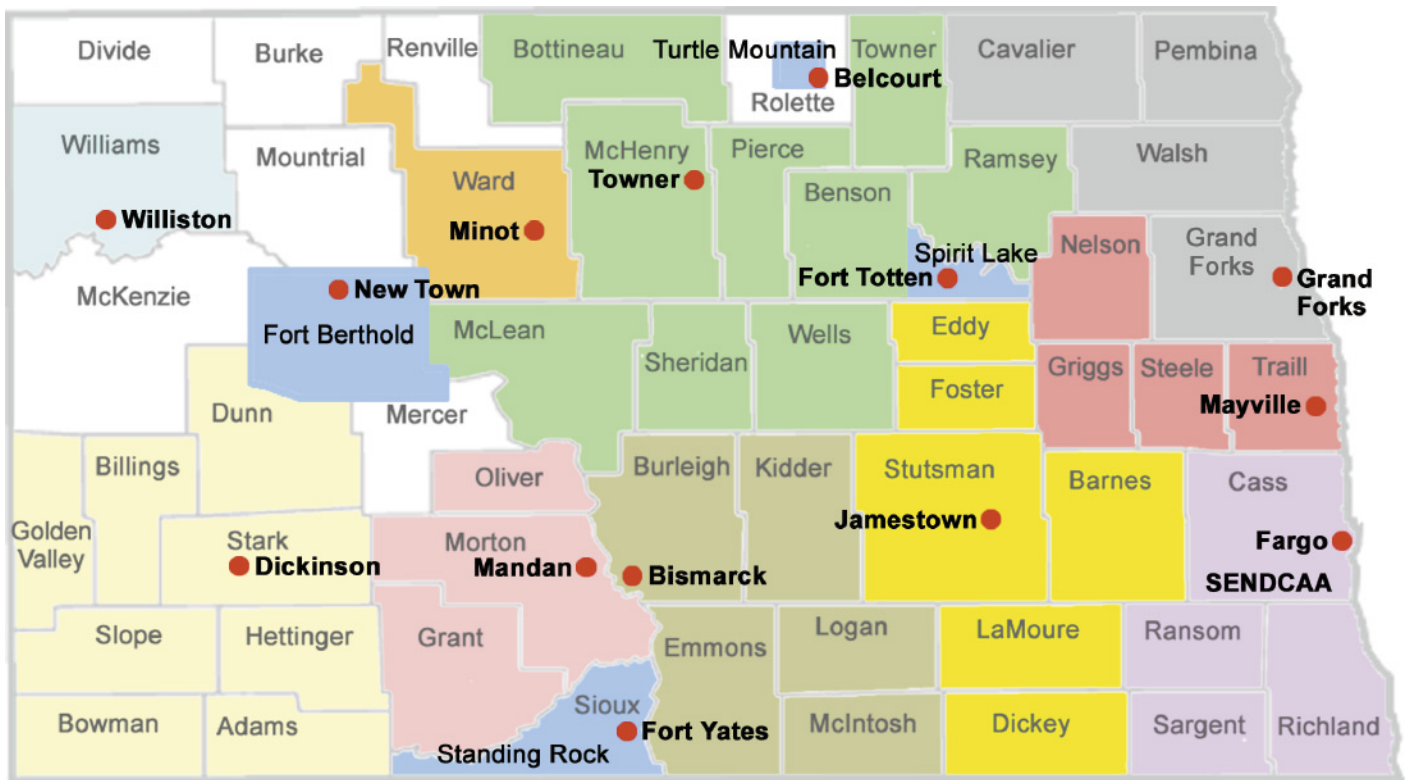 Divide
Burke
Renville
Bottineau
Turtle Mountain
Towner
Cavalier
Pembina
Belcourt
Rolette
Williams
Mountrial
Ward
McHenry
Towner
Pierce
Benson
Ramsey
Walsh
Williston
Minot
Nelson
Grand
Forks
Spirit Lake
Fort Totten
Grand
Forks
McKenzie
New Town
Fort Berthold
McLean
Sheridan
Wells
Eddy
Foster
Griggs
Steele
Traill
Mayville
Dunn
Mercer
Billings
Golden
Valley
Oliver
Burleigh
Kidder
Stutsman
Barnes
Cass
Stark
Dickinson
Morton
Mandan
Bismarck
Jamestown
Fargo
SENDCAA
Slope
Hettinger
Grant
Emmons
Logan
LaMoure
Ransom
Bowman
Adams
Sioux
Fort Yates
Standing Rock
McIntosh
Dickey
Sargent
Richland